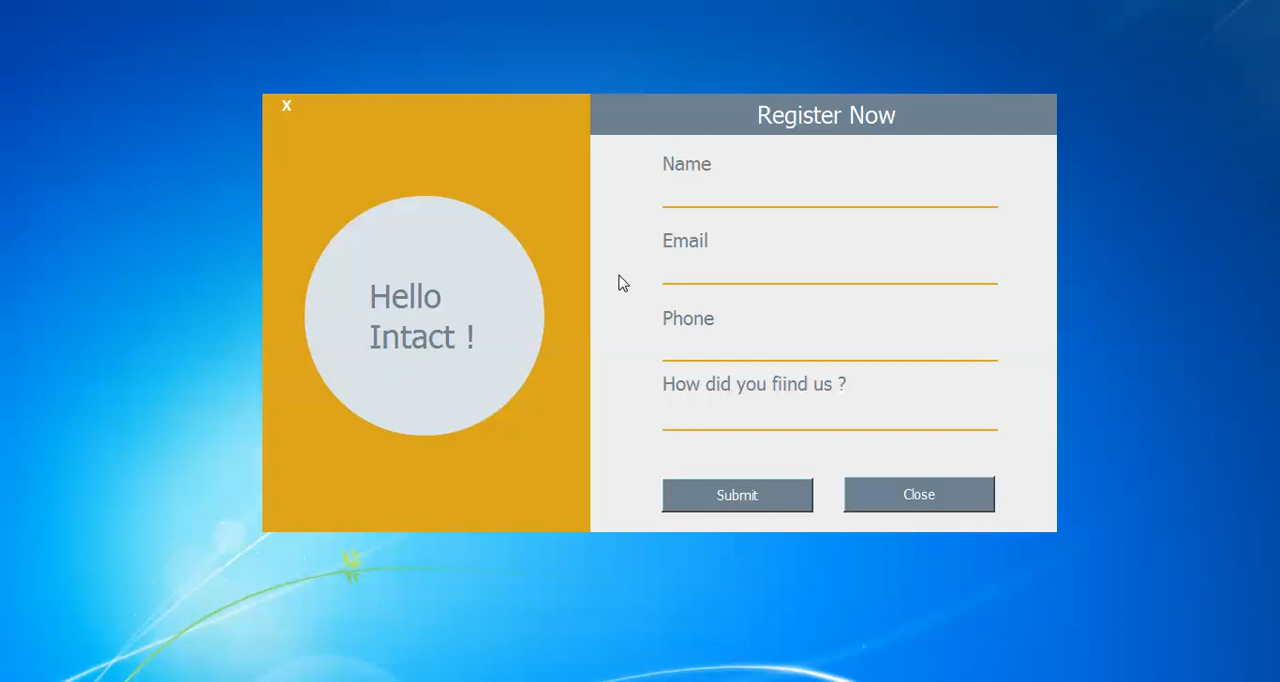 X
Register Now
Name
Email
Hello
Intact !
Phone
How did you fiind us ?
Submit
Close